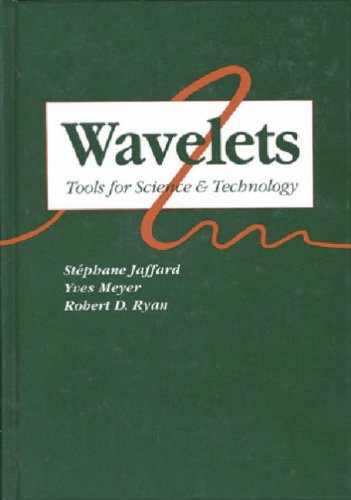 Wavelets
Tools for Science & Technology
Stéphane Jaffard
Yves Meyer
Robert D. Ryan